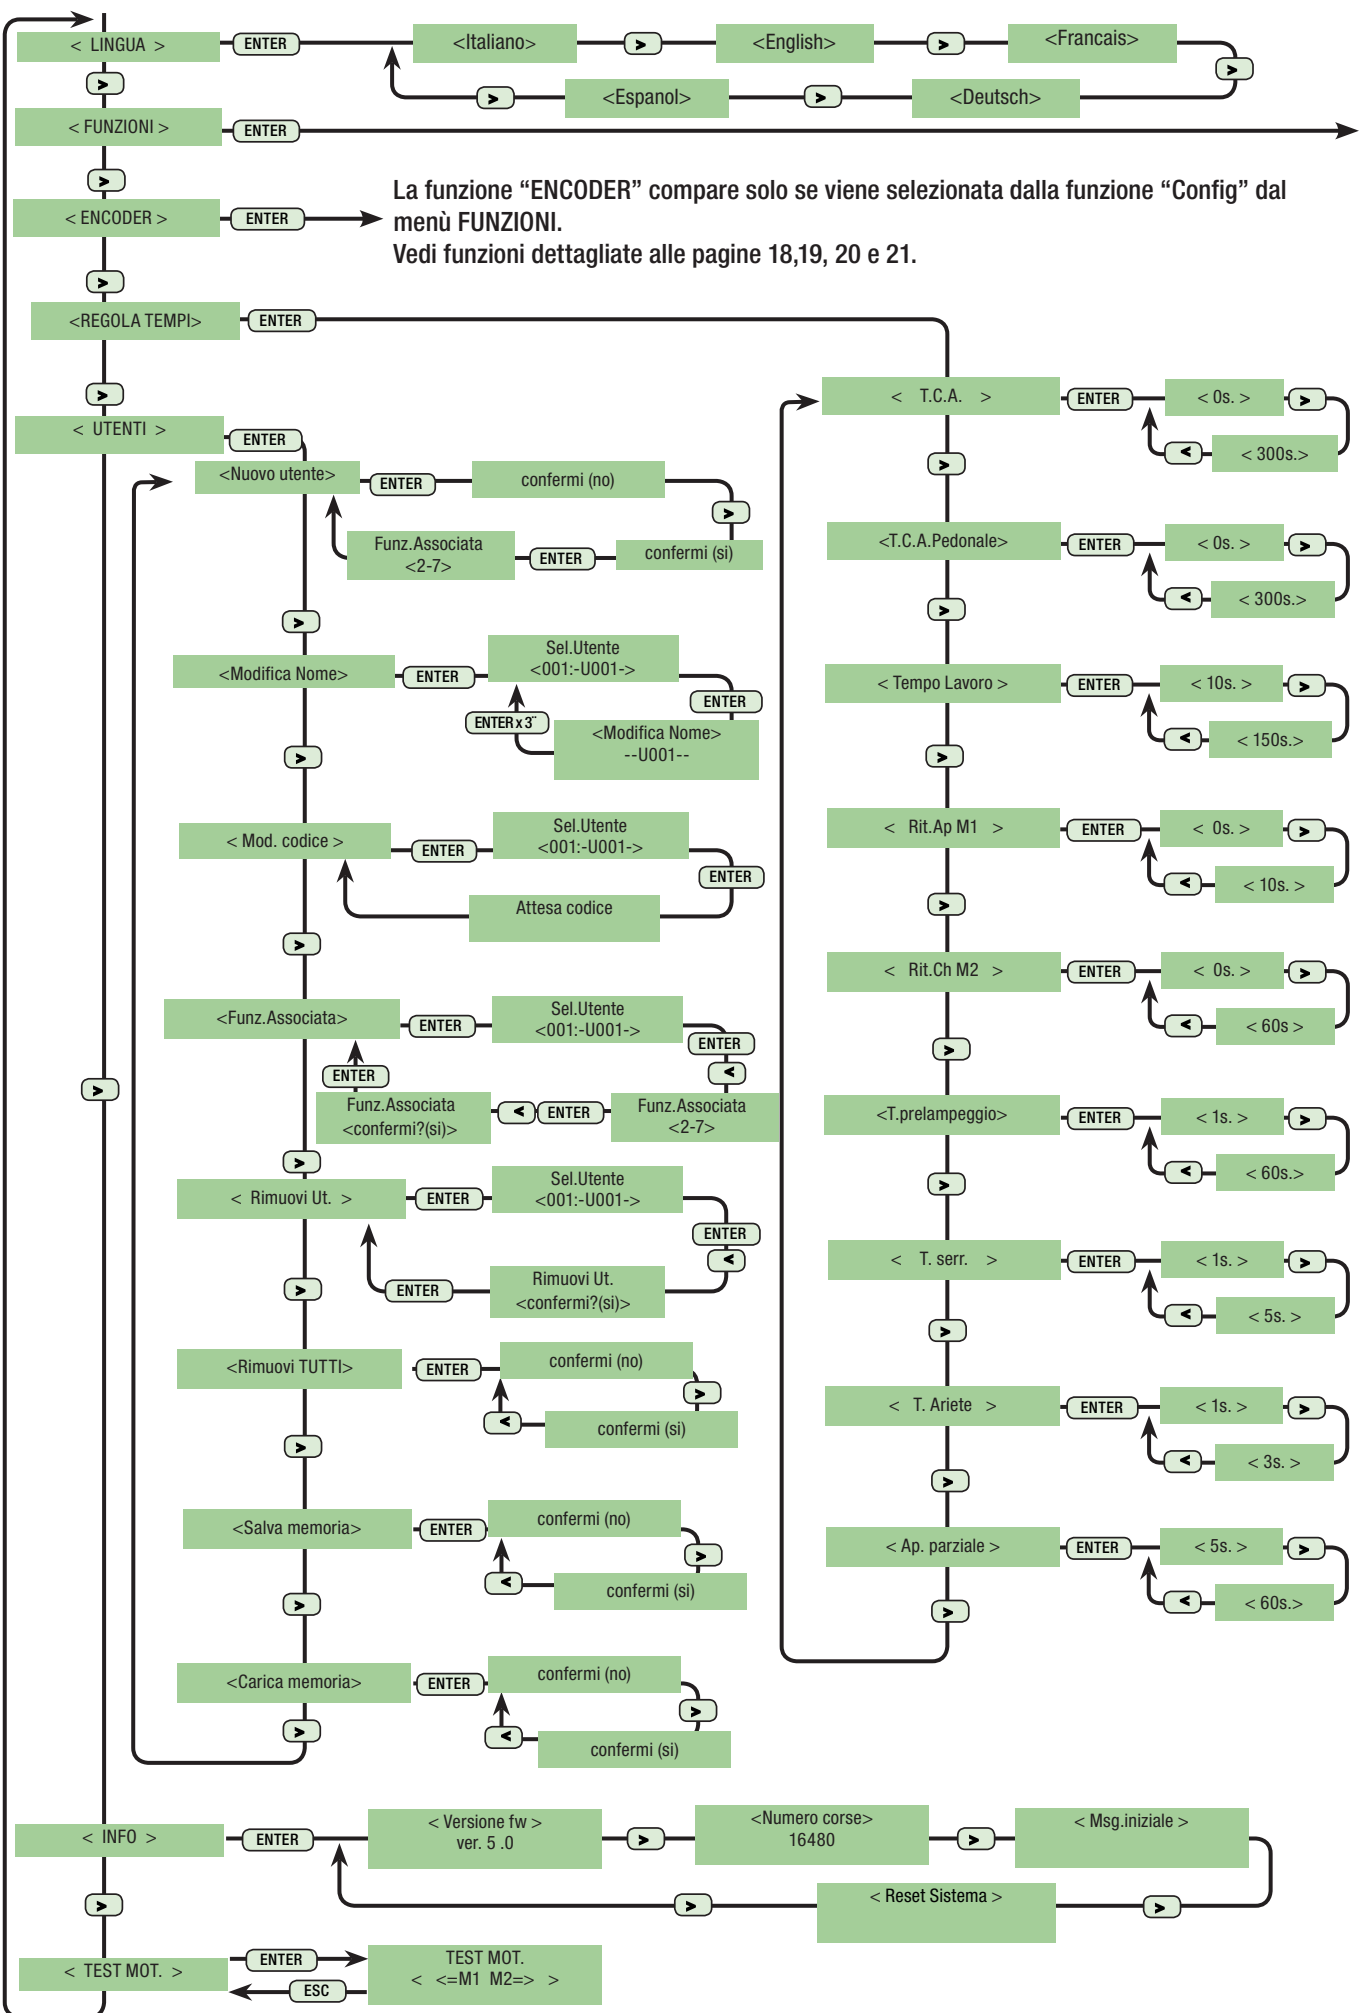 < LINGUA >
ENTER
<Italiano>
>
<English>
>
<Francais>
>
<Deutsch>
>
<Espanol>
>
>
< FUNZIONI >
ENTER
>
< ENCODER >
ENTER
La funzione “ENCODER” compare solo se viene selezionata dalla funzione “Config” dal
menù FUNZIONI.
Vedi funzioni dettagliate alle pagine 18,19, 20 e 21.
>
<REGOLA TEMPI>
ENTER
>
< UTENTI >
ENTER
<Nuovo utente>
ENTER
confermi (no)
>
confermi (si)
ENTER
Funz.Associata
<2-7>
>
<Modifica Nome>
ENTER
Sel.Utente
<001:-U001->
ENTER
<Modifica Nome>
--U001--
ENTER x 3¨
>
< Mod. codice >
ENTER
Sel.Utente
<001:-U001->
ENTER
Attesa codice
>
<Funz.Associata>
ENTER
Sel.Utente
<001:-U001->
ENTER
<
Funz.Associata
<2-7>
ENTER
<
Funz.Associata
<confermi?(si)>
ENTER
>
< Rimuovi Ut. >
ENTER
Sel.Utente
<001:-U001->
ENTER
<
Rimuovi Ut.
<confermi?(si)>
ENTER
>
<Rimuovi TUTTI>
ENTER
confermi (no)
>
confermi (si)
<
>
<Salva memoria>
ENTER
confermi (no)
>
confermi (si)
<
>
<Carica memoria>
ENTER
confermi (no)
>
confermi (si)
<
>
< T.C.A. >
ENTER
< 0s. >
>
< 300s.>
<
>
<T.C.A.Pedonale>
ENTER
< 0s. >
>
< 300s.>
<
>
< Tempo Lavoro >
ENTER
< 10s. >
>
< 150s.>
<
>
< Rit.Ap M1 >
ENTER
< 0s. >
>
< 10s. >
<
>
< Rit.Ch M2 >
ENTER
< 0s. >
>
< 60s >
<
>
<T.prelampeggio>
ENTER
< 1s. >
>
< 60s.>
<
>
< T. serr. >
ENTER
< 1s. >
>
< 5s. >
<
>
< T. Ariete >
ENTER
< 1s. >
>
< 3s. >
<
>
< Ap. parziale >
ENTER
< 5s. >
>
< 60s.>
<
>
>
< INFO >
ENTER
< Versione fw >
ver. 5 .0
>
<Numero corse>
16480
>
< Msg.iniziale >
>
< Reset Sistema >
>
>
< TEST MOT. >
ENTER
ESC
TEST MOT.
< <=M1 M2=> >